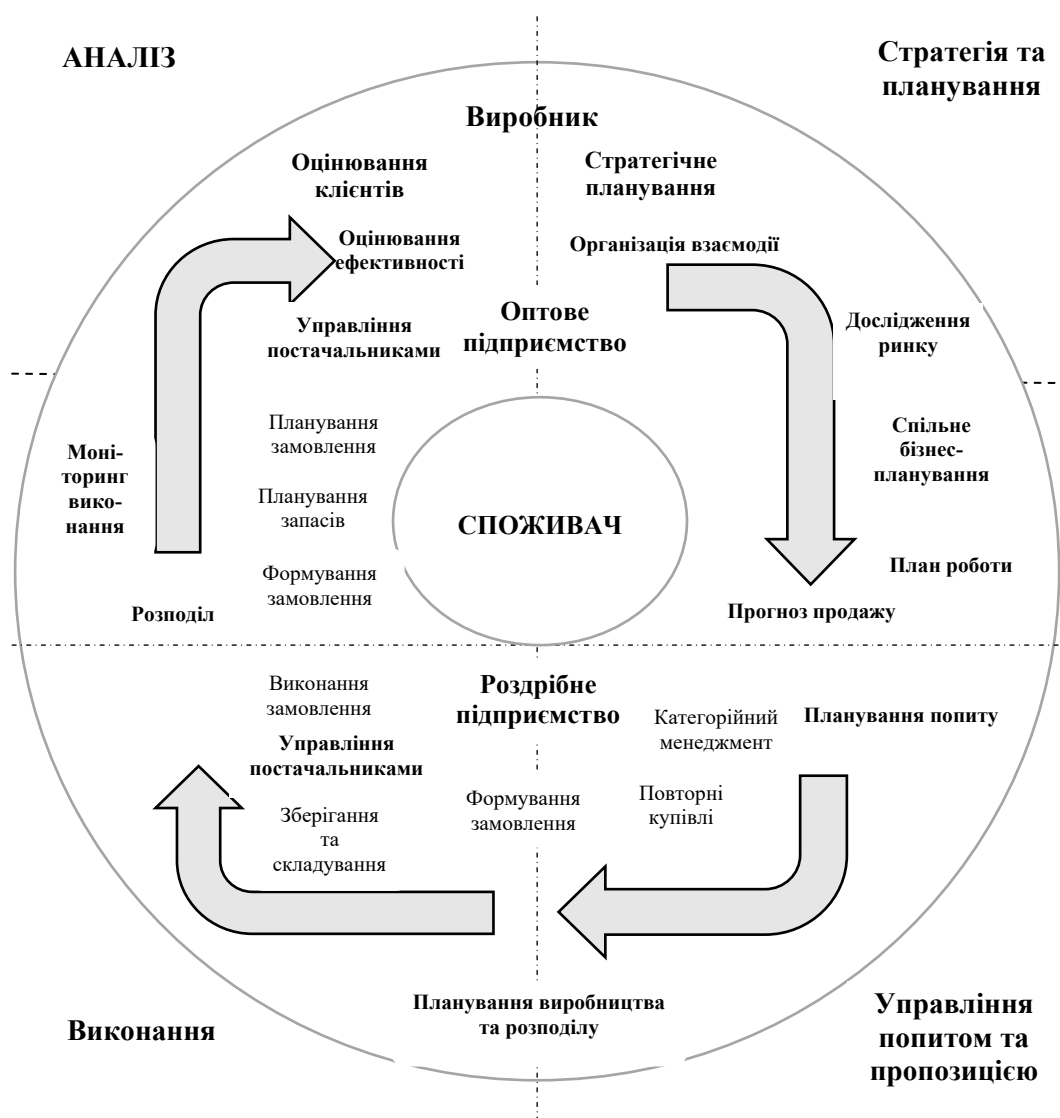 АНАЛІЗ
Стратегія та
планування
Виробник
Оцінювання
клієнтів
Стратегічне
планування
Оцінювання
ефективності
Організація взаємодії
Управління
постачальниками
Оптове
підприємство
Дослідження
ринку
Планування
замовлення
Спільне
бізнес-
планування
Моні-
торинг
вико-
нання
Планування
запасів
СПОЖИВАЧ
Формування
замовлення
План роботи
Розподіл
Прогноз продажу
Виконання
замовлення
Роздрібне
підприємство
Категорійний
менеджмент
Планування попиту
Управління
постачальниками
Зберігання
та
складування
Формування
замовлення
Повторні
купівлі
Планування виробництва
та розподілу
Виконання
Управління
попитом та
пропозицією